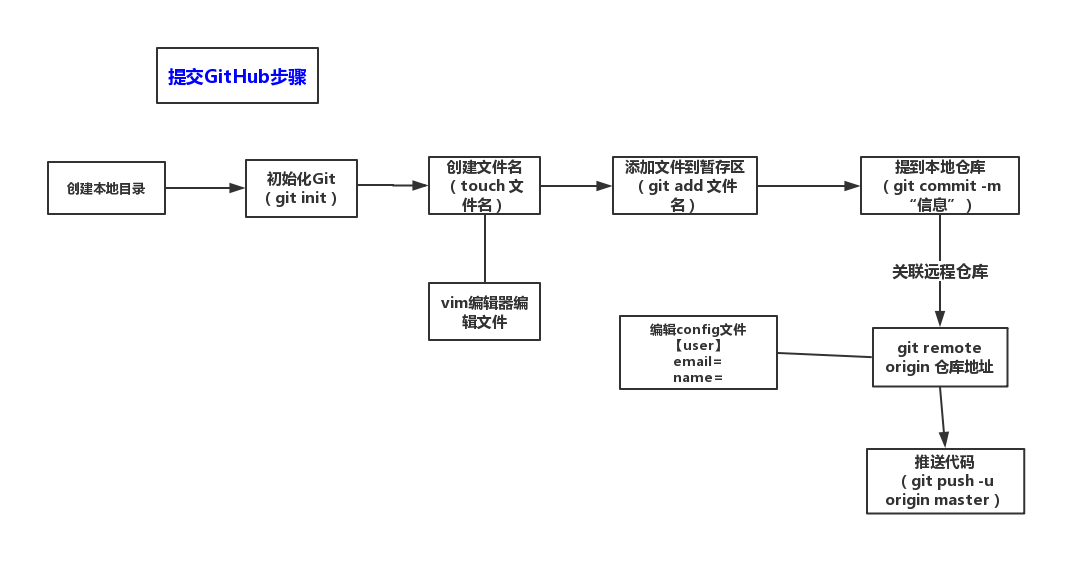 提交GitHub步骤
创建本地目录
初始化Git
（git init）
创建文件名
（touch 文
件名）
添加文件到暂存区
（git add 文件
名）
提到本地仓库
（git commit -m
“信息” ）
vim编辑器编
辑文件
关联远程仓库
编辑config文件
【user】
email=
name=
git remote
origin 仓库地址
推送代码
（git push -u
origin master）